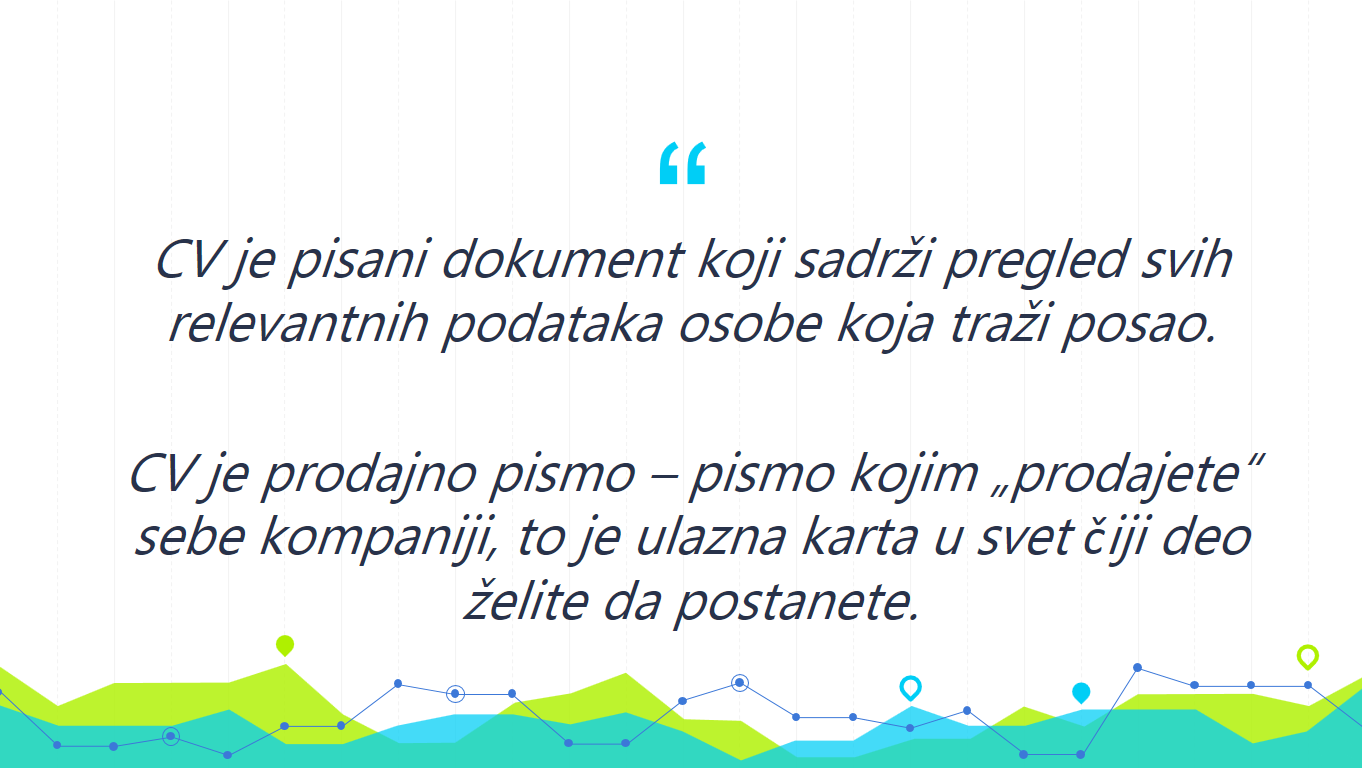 “
CV je pisani dokument koji sadrži pregled svih
relevantnih podataka osobe koja traži posao.
CV je prodajno pismo – pismo kojim „prodajete“
sebe kompaniji, to je ulazna karta u svet čiji deo
želite da postanete.